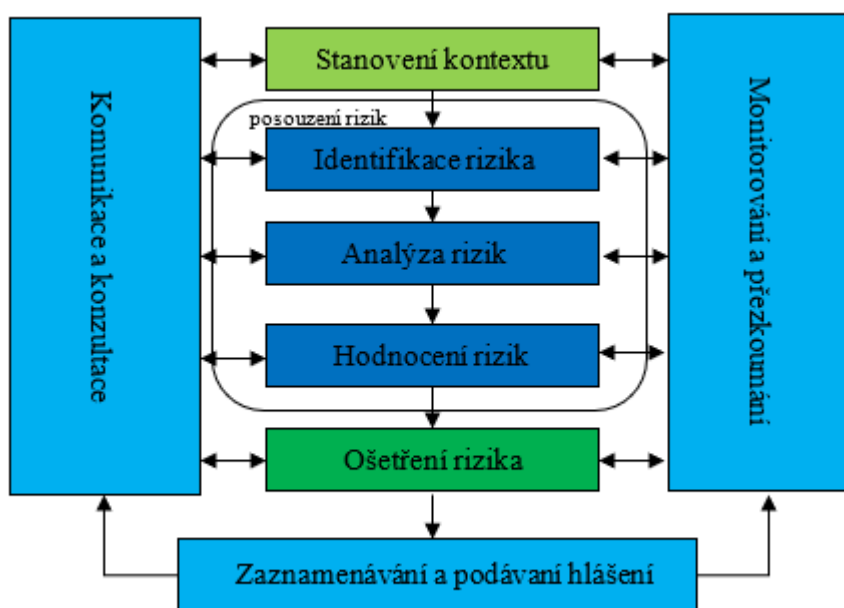 Komunikace a konzultace
Stanovení kontextu
posouzení rizik
Identifikace rizika
Analýza rizik
Hodnocení rizik
Ošetření rizika
Monitorování a přezkoumání
Zaznamenávání a podávaní hlášení